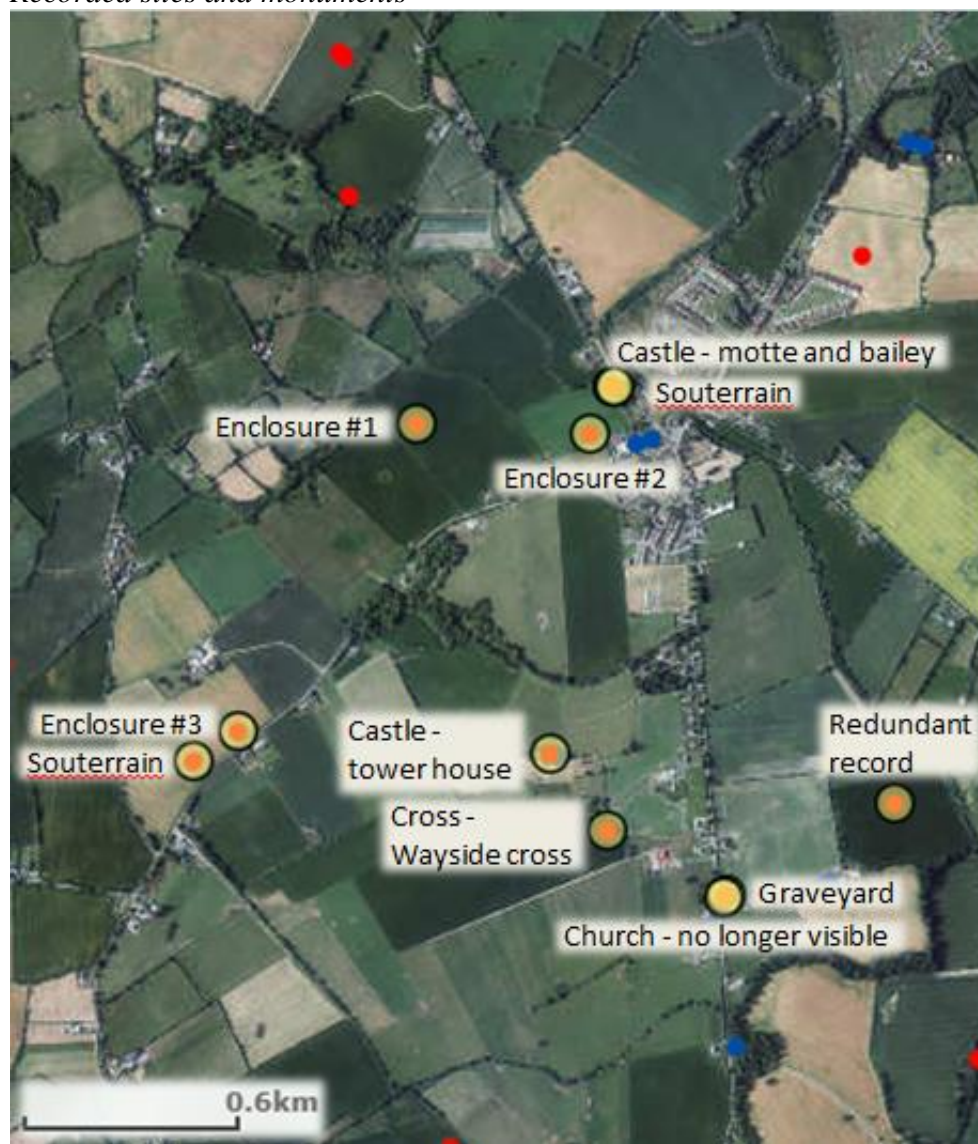 Recorded sites and monuments
Castle - motte and bailey
Souterrain
Enclosure #1
Enclosure #2
Enclosure #3
Souterrain
Castle -
tower house
Redundant
record
Cross -
Wayside cross
Graveyard
Church - no longer visible
0.6km